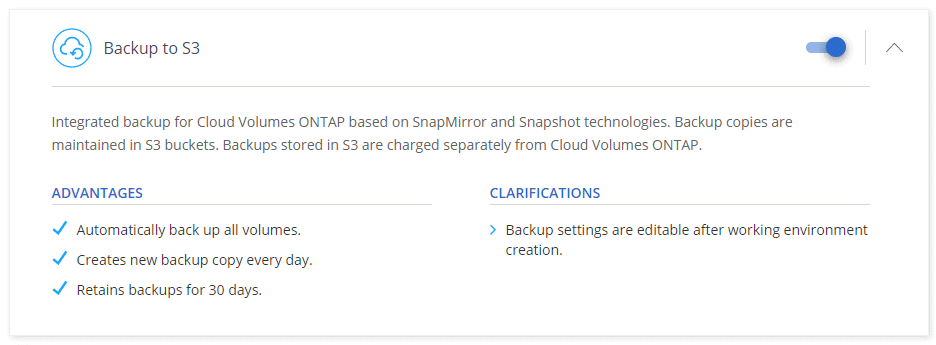 Backup to S3
Integrated backup for Cloud Volumes ONTAP based on SnapMirror and Snapshot technologies. Backup copies are
maintained in S3 buckets. Backups stored in S3 are charged separately from Cloud Volumes ONTAP.
ADVANTAGES
Automatically back up all volumes.
Creates new backup copy every day.
Retains backups for 30 days.
CLARIFICATIONS
Backup settings are editable after working environment
creation.